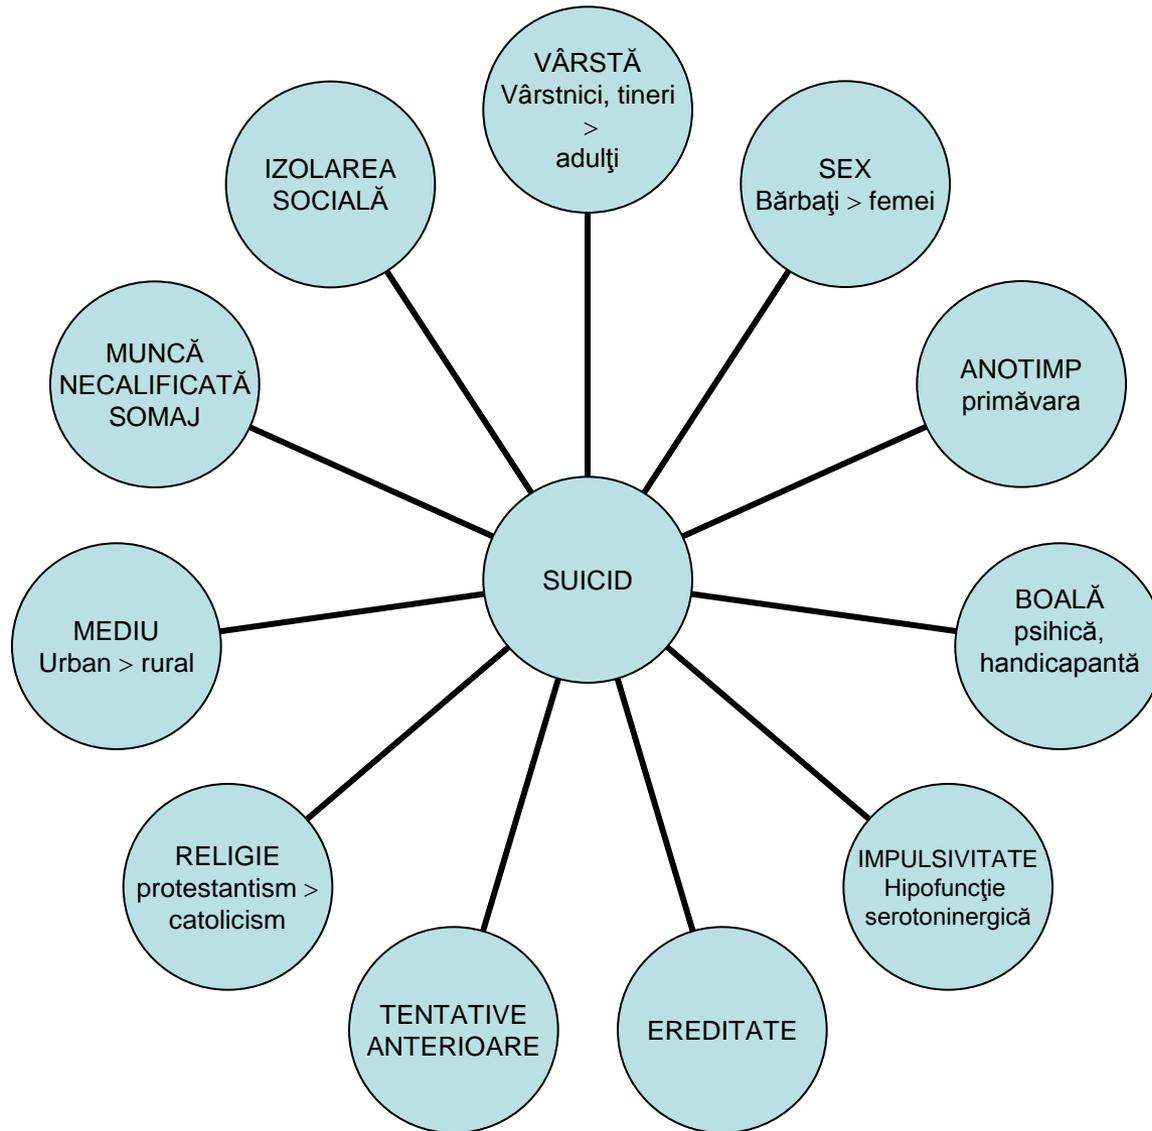 VÂRSTĂ
Vârstnici, tineri
>
adulţi
SEX
Bărbaţi > femei
ANOTIMP
primăvara
BOALĂ
psihică,
handicapantă
IMPULSIVITATE
Hipofuncţie
serotoninergică
EREDITATE
TENTATIVE
ANTERIOARE
RELIGIE
protestantism >
catolicism
MEDIU
Urban > rural
MUNCĂ
NECALIFICATĂ
SOMAJ
IZOLAREA
SOCIALĂ
SUICID